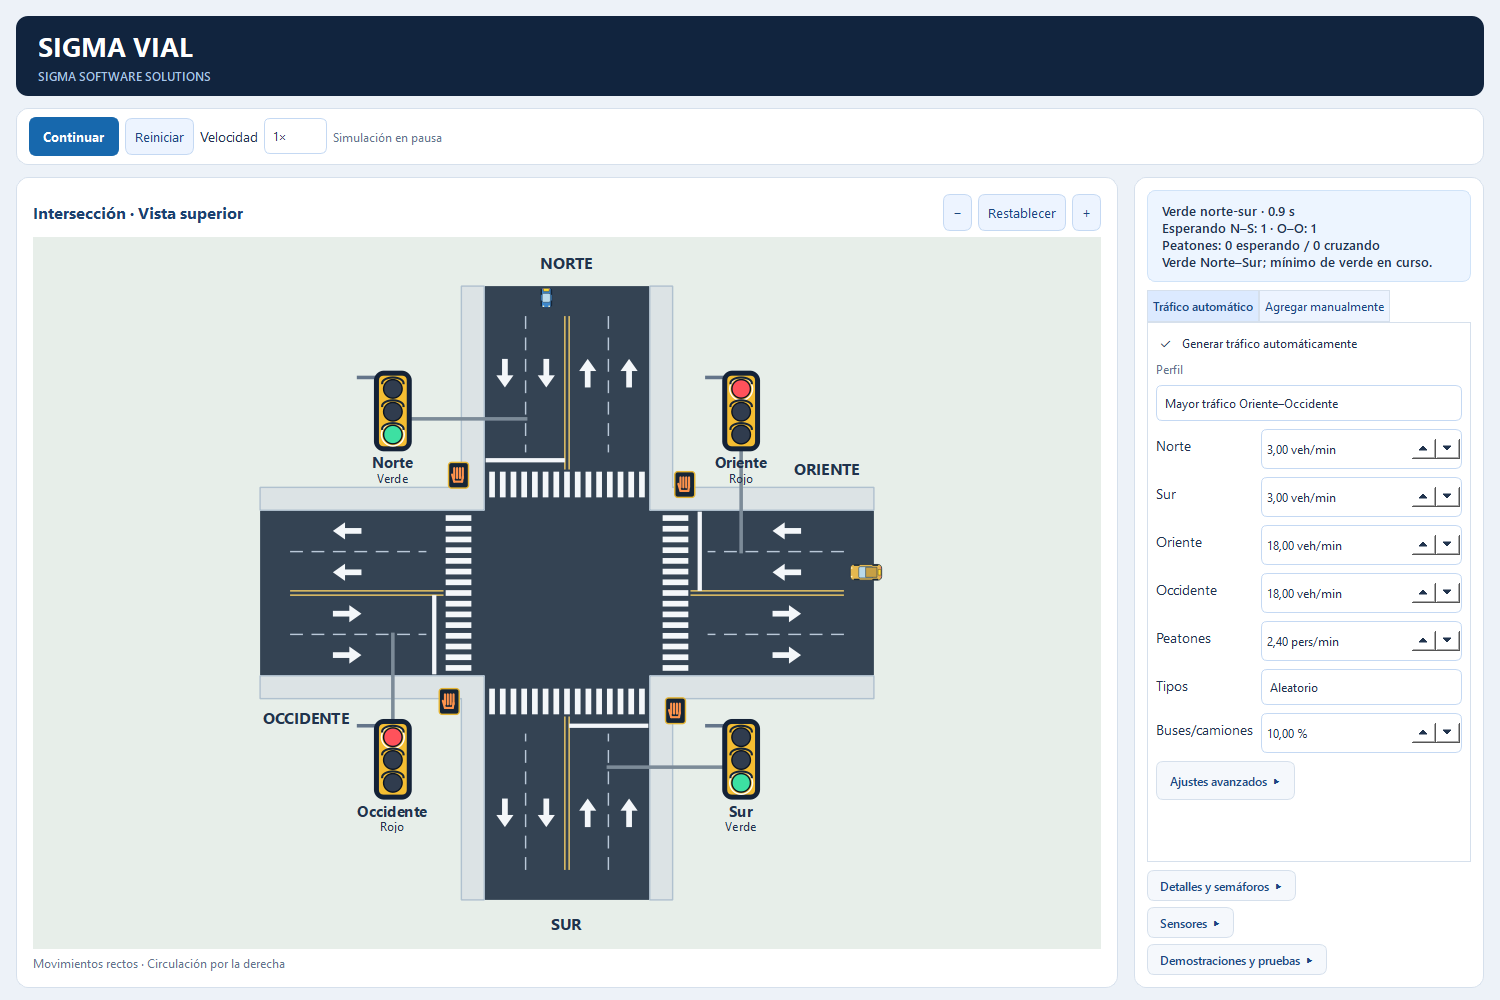 SIGMA VIAL
SIGMA SOFTWARE SOLUTIONS
Continuar
Reiniciar
Velocidad
1×
Simulación en pausa
Intersección · Vista superior
−
Restablecer
+
NORTE
Norte
Verde
Oriente
Rojo
ORIENTE
OCCIDENTE
Occidente
Rojo
Sur
Verde
SUR
Movimientos rectos · Circulación por la derecha
Verde norte-sur · 0.9 s
Esperando N–S: 1 · O–O: 1
Peatones: 0 esperando / 0 cruzando
Verde Norte–Sur; mínimo de verde en curso.
Tráfico automático
Agregar manualmente
Generar tráfico automáticamente
Perfil
Mayor tráfico Oriente–Occidente
Norte
3,00 veh/min
Sur
3,00 veh/min
Oriente
18,00 veh/min
Occidente
18,00 veh/min
Peatones
2,40 pers/min
Tipos
Aleatorio
Buses/camiones
10,00 %
Ajustes avanzados
Detalles y semáforos
Sensores
Demostraciones y pruebas